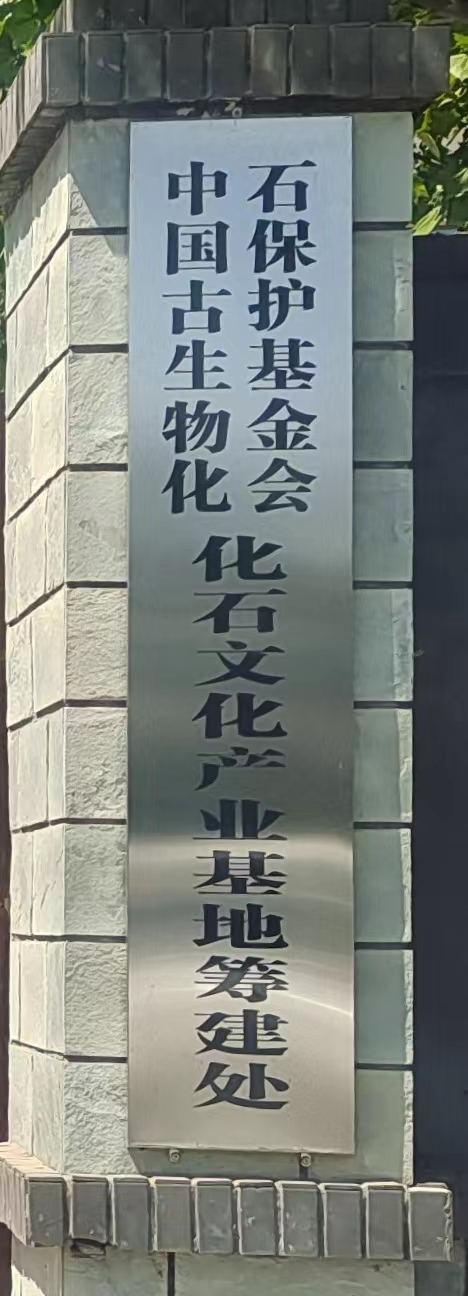 中国古生物化
石保护基金会
化石文化产业基地筹建处